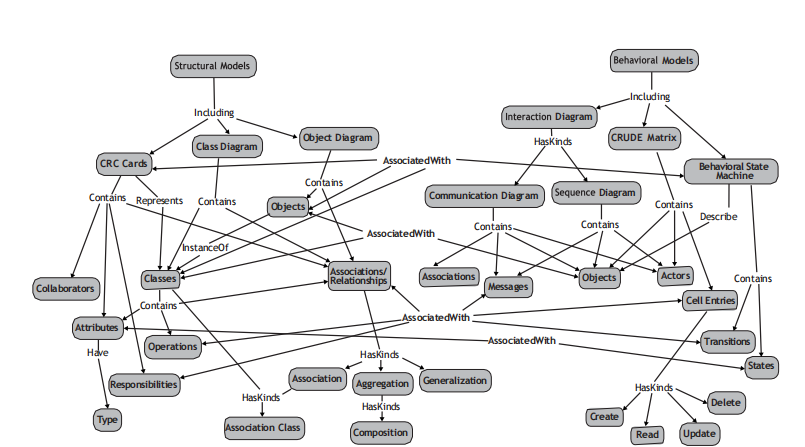 Structural Models
Behavioral Models
Including
Including
Interaction Diagram
Object Diagram
CRUDE Matrix
Class Diagram
HasKinds
CRC Cards
AssociatedWith
Behavioral State
Machine
Contains
Communication Diagram
Sequence Diagram
Contains
Represents
Contains
Objects
Contains
Describe
Contains
Contains
AssociatedWith
InstanceOf
Collaborators
Classes
Associations/
Relationships
Associations
Messages
Objects
Actors
Contains
Contains
Cell Entries
AssociatedWith
Attributes
Operations
AssociatedWith
Transitions
Have
HasKinds
States
Responsibilities
Association
Aggregation
Generalization
HasKinds
HasKinds
HasKinds
Type
Association Class
Composition
Create
Read
Update
Delete